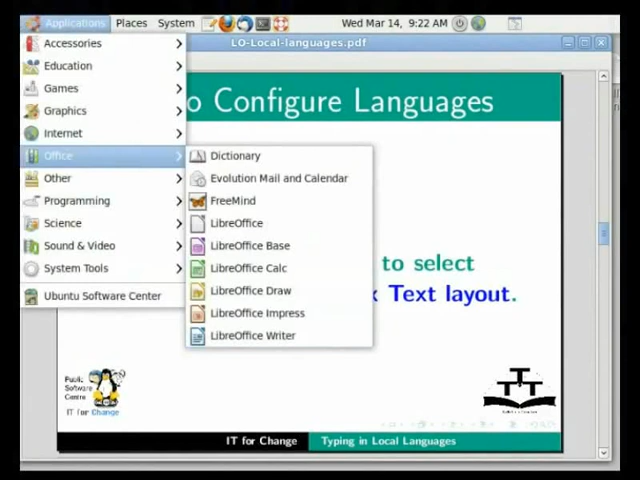 Applications Places System Wed Mar 14, 9:22 AM
LO-Local-languages.pdf
Accessories
Education
Games
Graphics
Internet
Office
Other
Programming
Science
Sound & Video
System Tools
Ubuntu Software Center
Dictionary
Evolution Mail and Calendar
FreeMind
LibreOffice
LibreOffice Base
LibreOffice Calc
LibreOffice Draw
LibreOffice Impress
LibreOffice Writer
o Configure Languages
to select
x Text layout.
Public
Software
Centre
IT for Change
IT for Change Typing in Local Languages